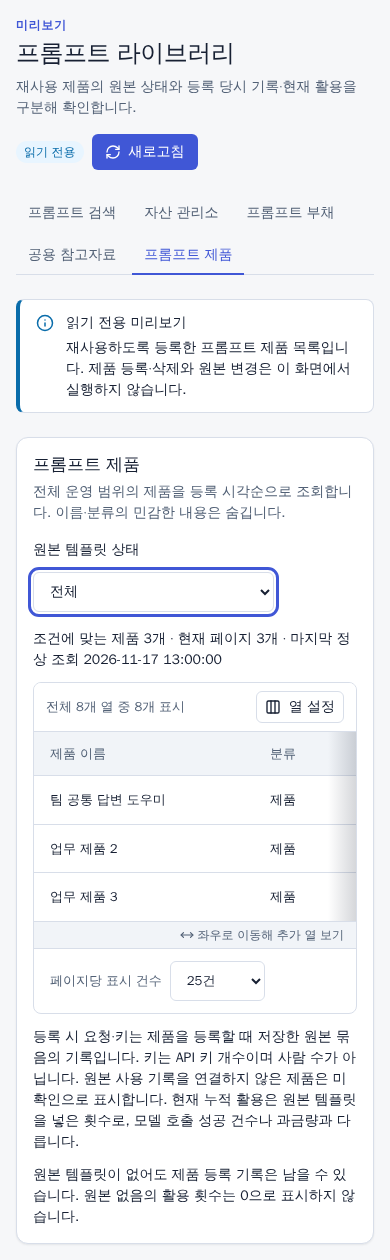 미리보기
프롬프트 라이브러리
재사용 제품의 원본 상태와 등록 당시 기록·현재 활용을
구분해 확인합니다.
읽기 전용
새로고침
프롬프트 검색
자산 관리소
프롬프트 부채
공용 참고자료
프롬프트 제품
읽기 전용 미리보기
재사용하도록 등록한 프롬프트 제품 목록입니
다. 제품 등록·삭제와 원본 변경은 이 화면에서
실행하지 않습니다.
프롬프트 제품
전체 운영 범위의 제품을 등록 시각순으로 조회합니
다. 이름·분류의 민감한 내용은 숨깁니다.
원본 템플릿 상태
전체
조건에 맞는 제품 3개 · 현재 페이지 3개 · 마지막 정
상 조회 2026-11-17 13:00:00
전체 8개 열 중 8개 표시
열 설정
제품 이름 분류
팀 공통 답변 도우미 제품
업무 제품 2 제품
업무 제품 3 제품
좌우로 이동해 추가 열 보기
페이지당 표시 건수 25건
등록 시 요청·키는 제품을 등록할 때 저장한 원본 묶
음의 기록입니다. 키는 API 키 개수이며 사람 수가 아
닙니다. 원본 사용 기록을 연결하지 않은 제품은 미
확인으로 표시합니다. 현재 누적 활용은 원본 템플릿
을 넣은 횟수로, 모델 호출 성공 건수나 과금량과 다
릅니다.
원본 템플릿이 없어도 제품 등록 기록은 남을 수 있
습니다. 원본 없음의 활용 횟수는 0으로 표시하지 않
습니다.